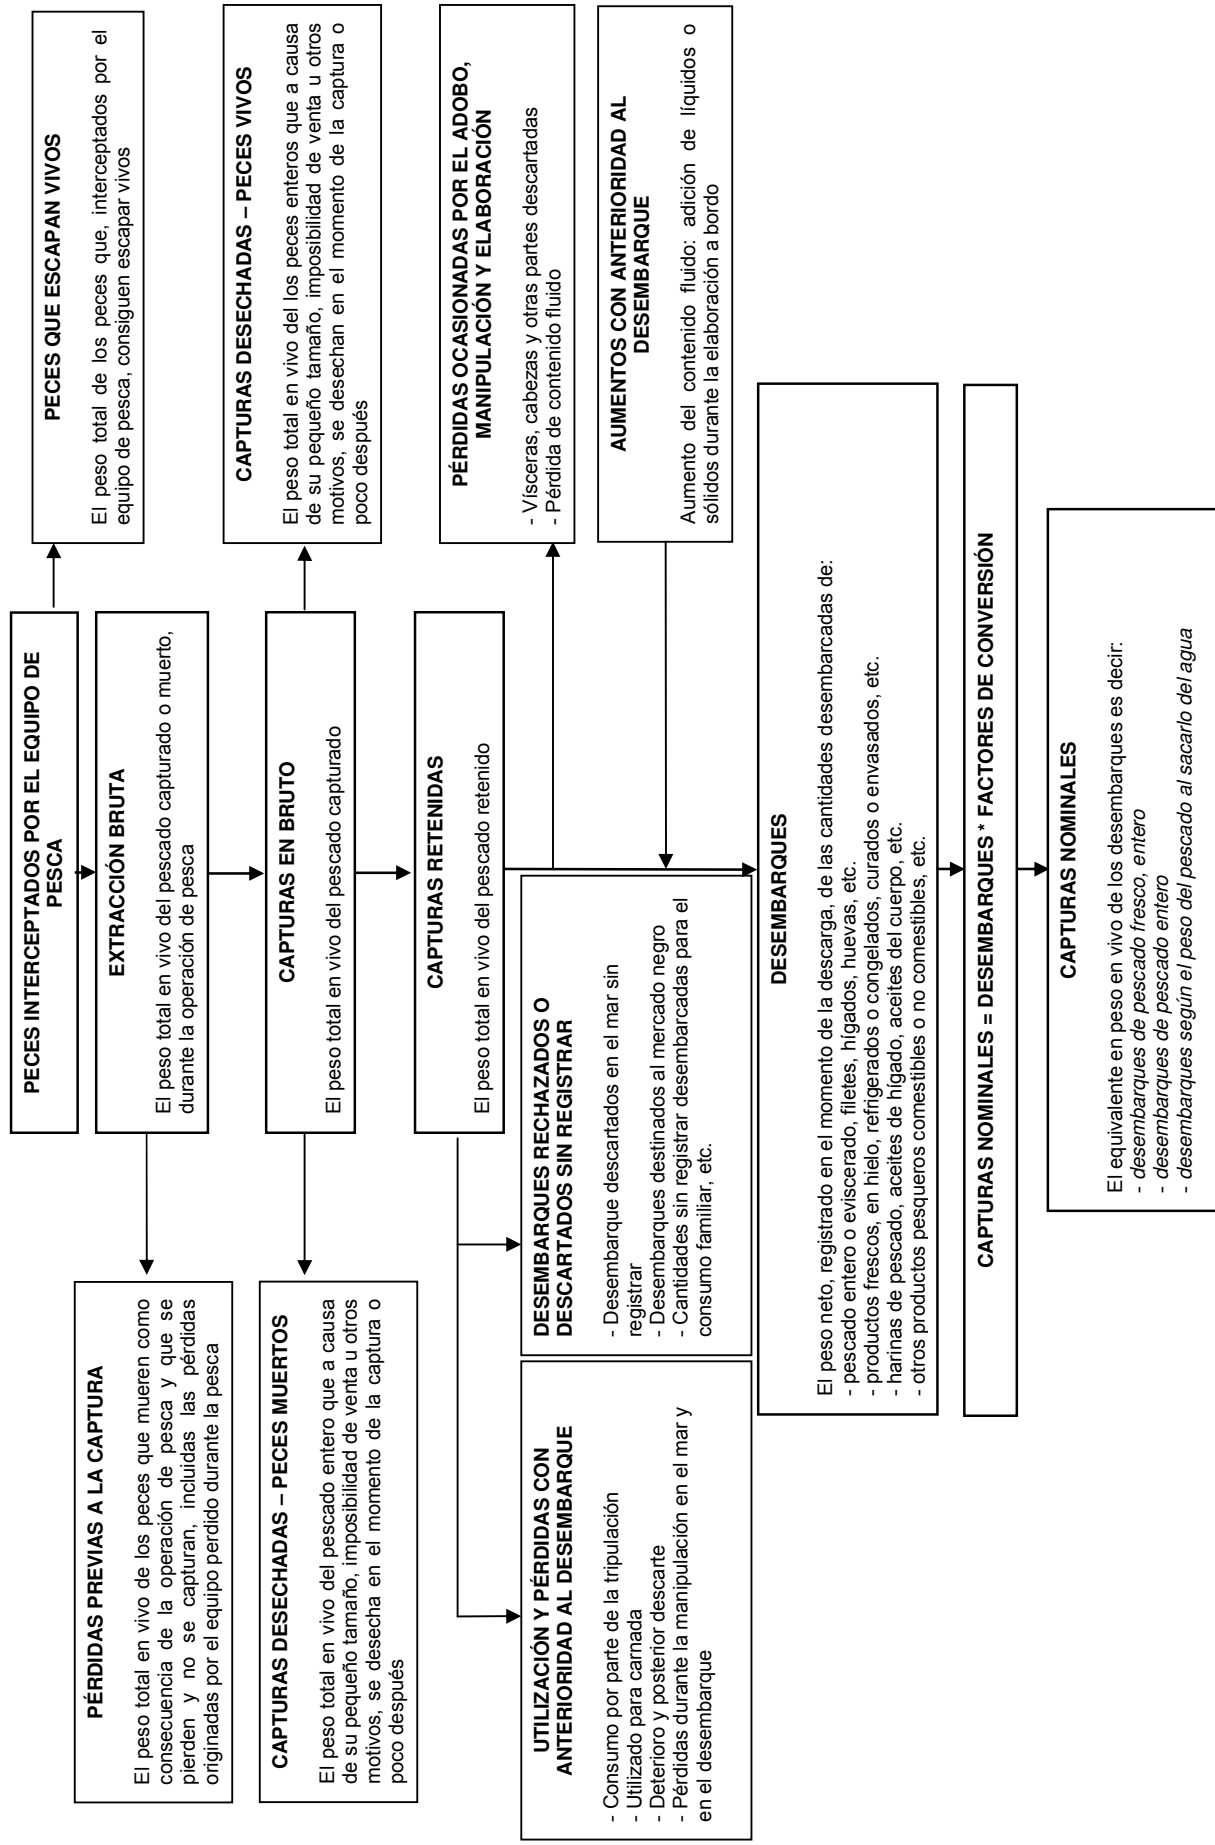 PECES INTERCEPTADOS POR EL EQUIPO DE
PESCA
PECES QUE ESCAPAN VIVOS
El peso total de los peces que, interceptados por el
equipo de pesca, consiguen escapar vivos
EXTRACCIÓN BRUTA
El peso total en vivo del pescado capturado o muerto,
durante la operación de pesca
PÉRDIDAS PREVIAS A LA CAPTURA
El peso total en vivo de los peces que mueren como
consecuencia de la operación de pesca y que se
pierden y no se capturan, incluidas las pérdidas
originadas por el equipo perdido durante la pesca
CAPTURAS EN BRUTO
El peso total en vivo del pescado capturado
CAPTURAS DESECHADAS – PECES VIVOS
El peso total en vivo del los peces enteros que a causa
de su pequeño tamaño, imposibilidad de venta u otros
motivos, se desechan en el momento de la captura o
poco después
CAPTURAS DESECHADAS – PECES MUERTOS
El peso total en vivo del pescado entero que a causa
de su pequeño tamaño, imposibilidad de venta u otros
motivos, se desecha en el momento de la captura o
poco después
CAPTURAS RETENIDAS
El peso total en vivo del pescado retenido
PÉRDIDAS OCASIONADAS POR EL ADOBO,
MANIPULACIÓN Y ELABORACIÓN
- Vísceras, cabezas y otras partes descartadas
- Pérdida de contenido fluido
UTILIZACIÓN Y PÉRDIDAS CON
ANTERIORIDAD AL DESEMBARQUE
- Consumo por parte de la tripulación
- Utilizado para carnada
- Deterioro y posterior descarte
- Pérdidas durante la manipulación en el mar y
en el desembarque
DESEMBARQUES RECHAZADOS O
DESCARTADOS SIN REGISTRAR
- Desembarque descartados en el mar sin
registrar
- Desembarques destinados al mercado negro
- Cantidades sin registrar desembarcadas para el
consumo familiar, etc.
AUMENTOS CON ANTERIORIDAD AL
DESEMBARQUE
Aumento del contenido fluido: adición de líquidos o
sólidos durante la elaboración a bordo
DESEMBARQUES
El peso neto, registrado en el momento de la descarga, de las cantidades desembarcadas de:
- pescado entero o eviscerado, filetes, hígados, huevas, etc.
- productos frescos, en hielo, refrigerados o congelados, curados o envasados, etc.
- harinas de pescado, aceites de hígado, aceites del cuerpo, etc.
- otros productos pesqueros comestibles o no comestibles, etc.
CAPTURAS NOMINALES = DESEMBARQUES * FACTORES DE CONVERSIÓN
CAPTURAS NOMINALES
El equivalente en peso en vivo de los desembarques es decir:
- desembarques de pescado fresco, entero
- desembarques de pescado entero
- desembarques según el peso del pescado al sacarlo del agua